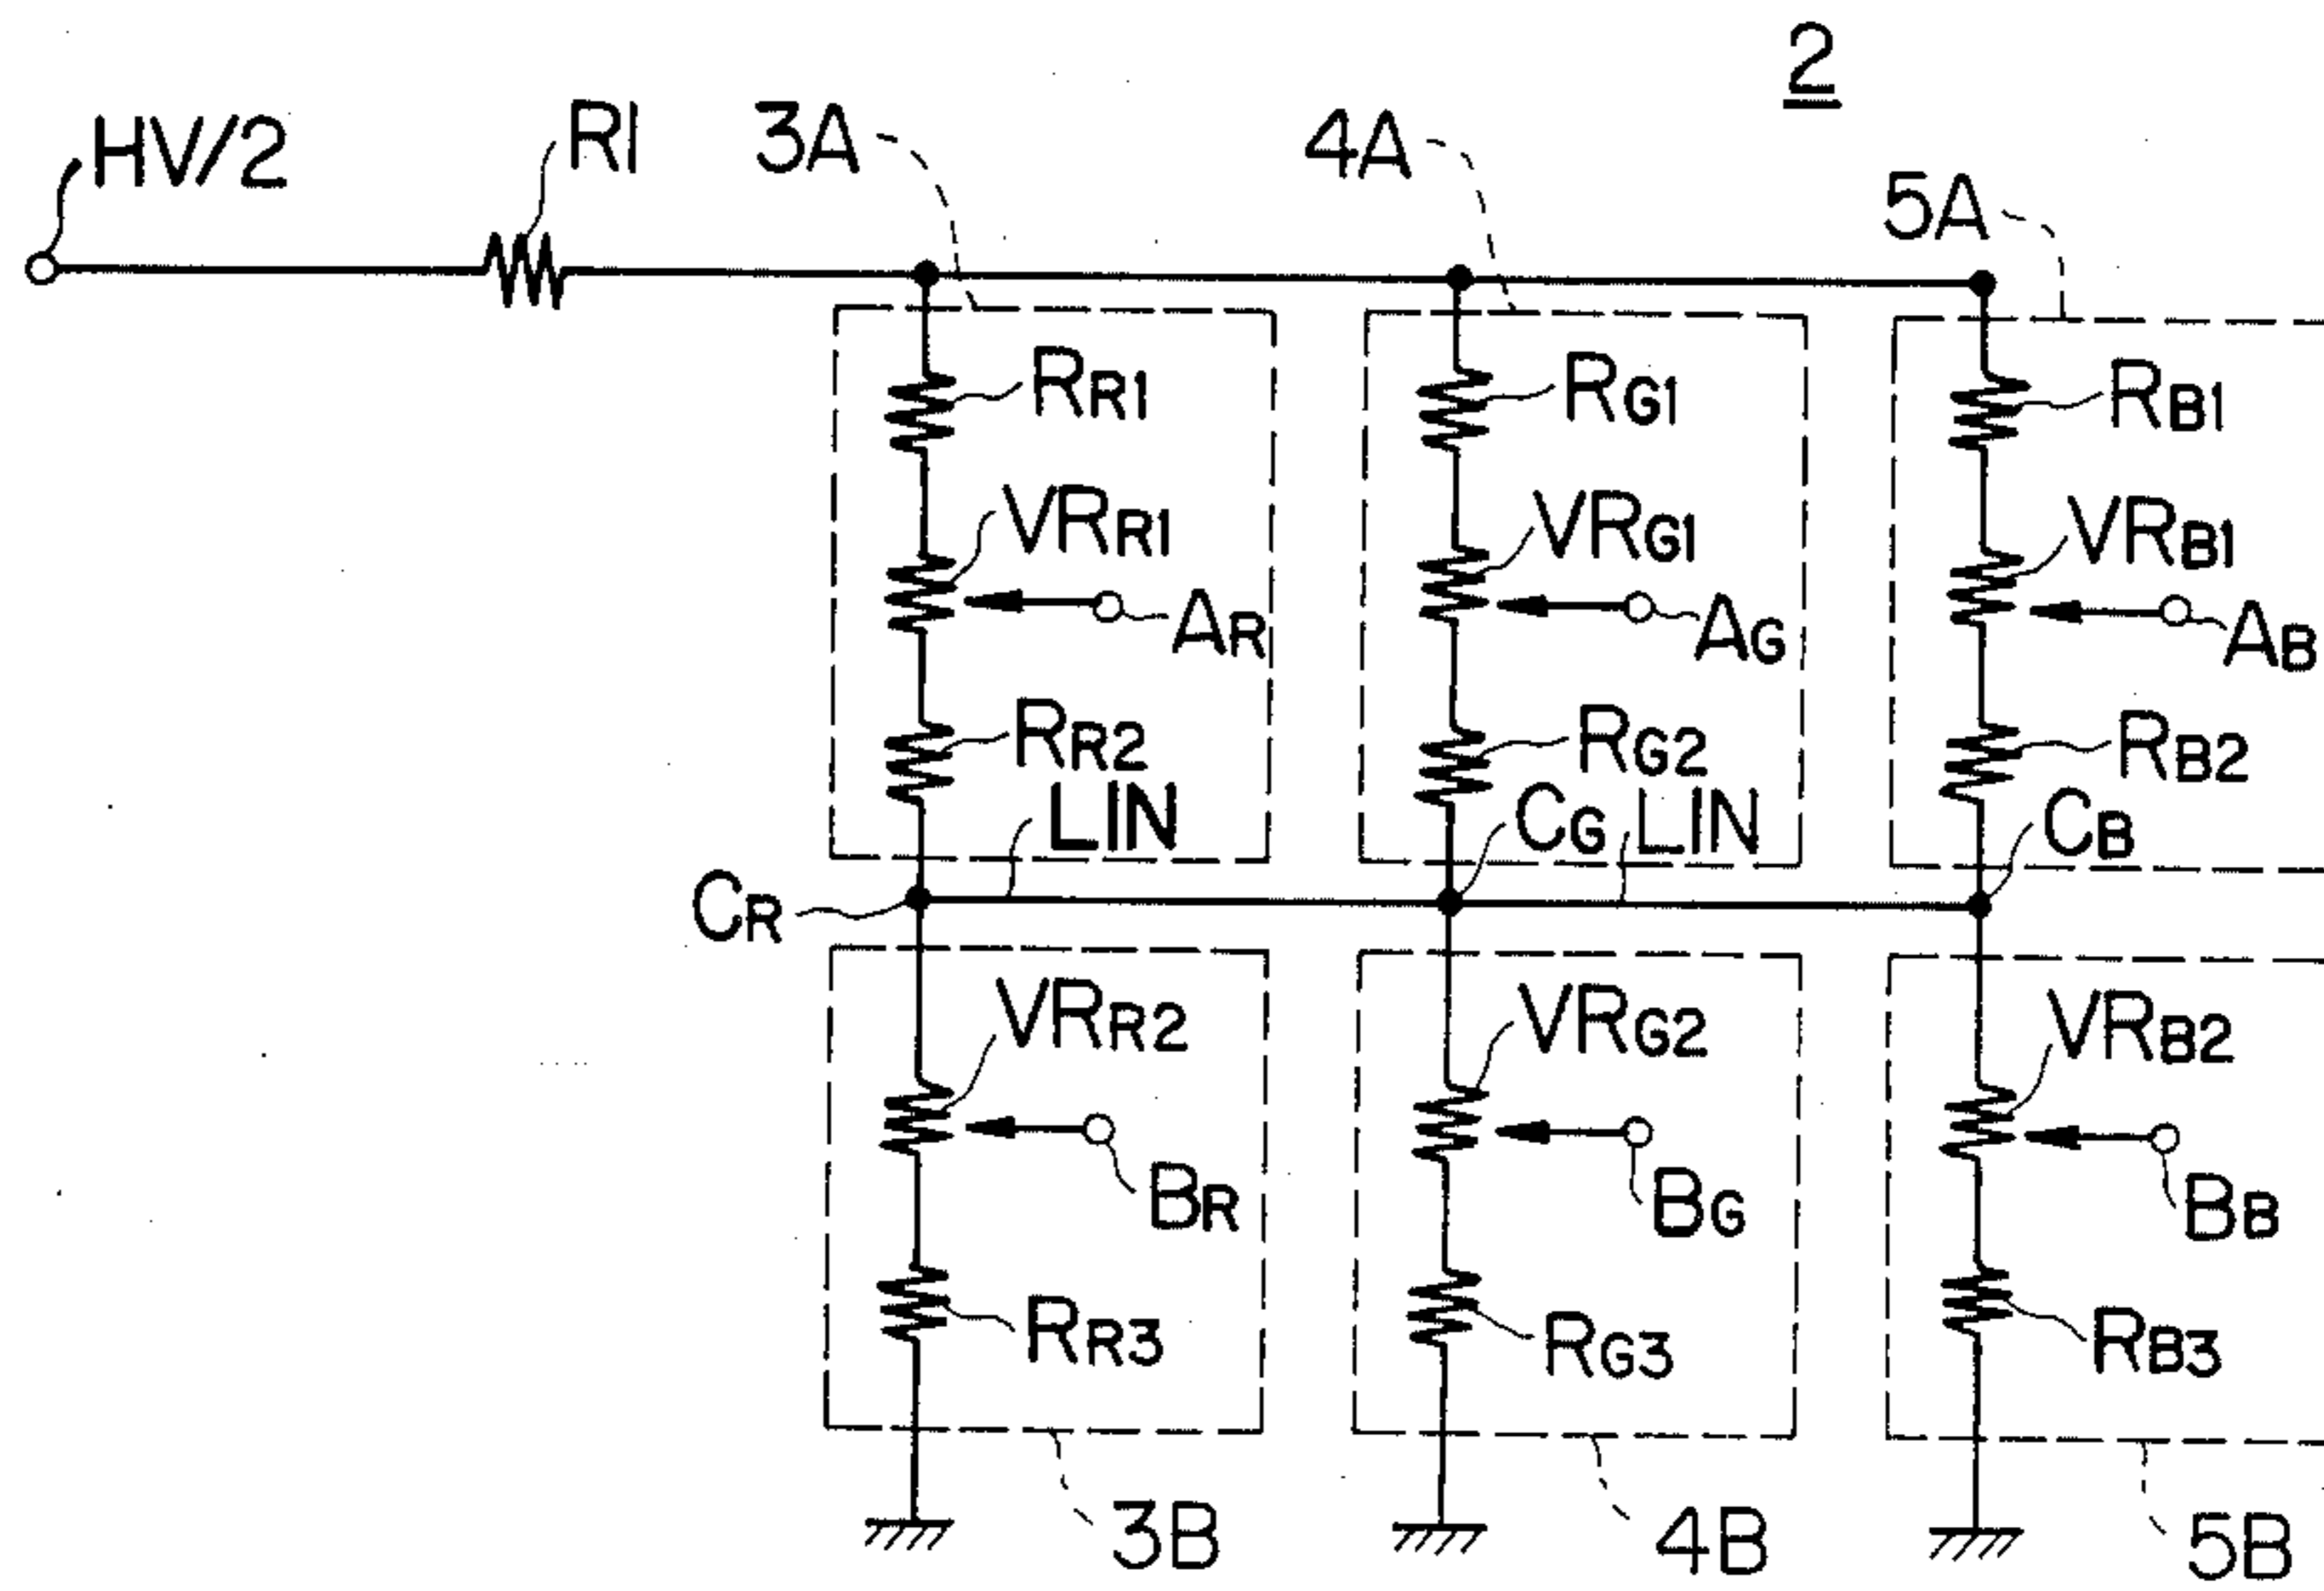 2
HV/2
R1
3A
4A
5A
RR1
RG1
RB1
VRR1
VRG1
VRB1
AR
AG
AB
RR2
RG2
RB2
LIN
CG
LIN
CB
CR
VRR2
VRG2
VRB2
BR
BG
BB
RR3
RG3
RB3
3B
4B
5B